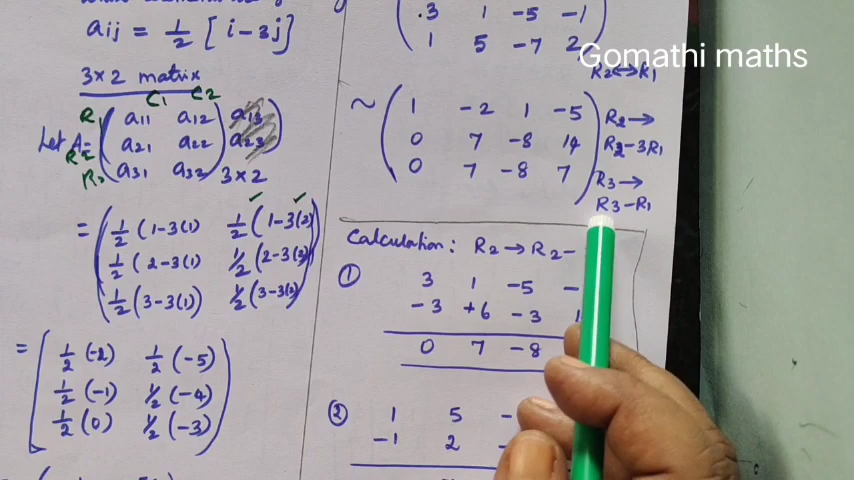 aij = 1/2 [ i - 3j ]
3×2 matrix
C1 C2
R1 a11 a12 a13
Let A = a21 a22 a23
R2
R3 a31 a32 3×2
= ( 1/2 (1-3(1) 1/2 (1-3(2)
1/2 (2-3(1) 1/2 (2-3(2)
1/2 (3-3(1)) 1/2 (3-3(2)
= [ 1/2 (-2) 1/2 (-5)
1/2 (-1) 1/2 (-4)
1/2 (0) 1/2 (-3) ]
.3 1 -5 -1
1 5 -7 2
Gomathi maths
R2 ↔ R1
~ ( 1 -2 1 -5 ) R2 →
0 7 -8 14 R2 - 3R1
0 7 -8 7 R3 →
R3 - R1
Calculation : R2 → R2 -
① 3 1 -5 -
-3 +6 -3 1
0 7 -8
② 1 5 -
-1 2 -